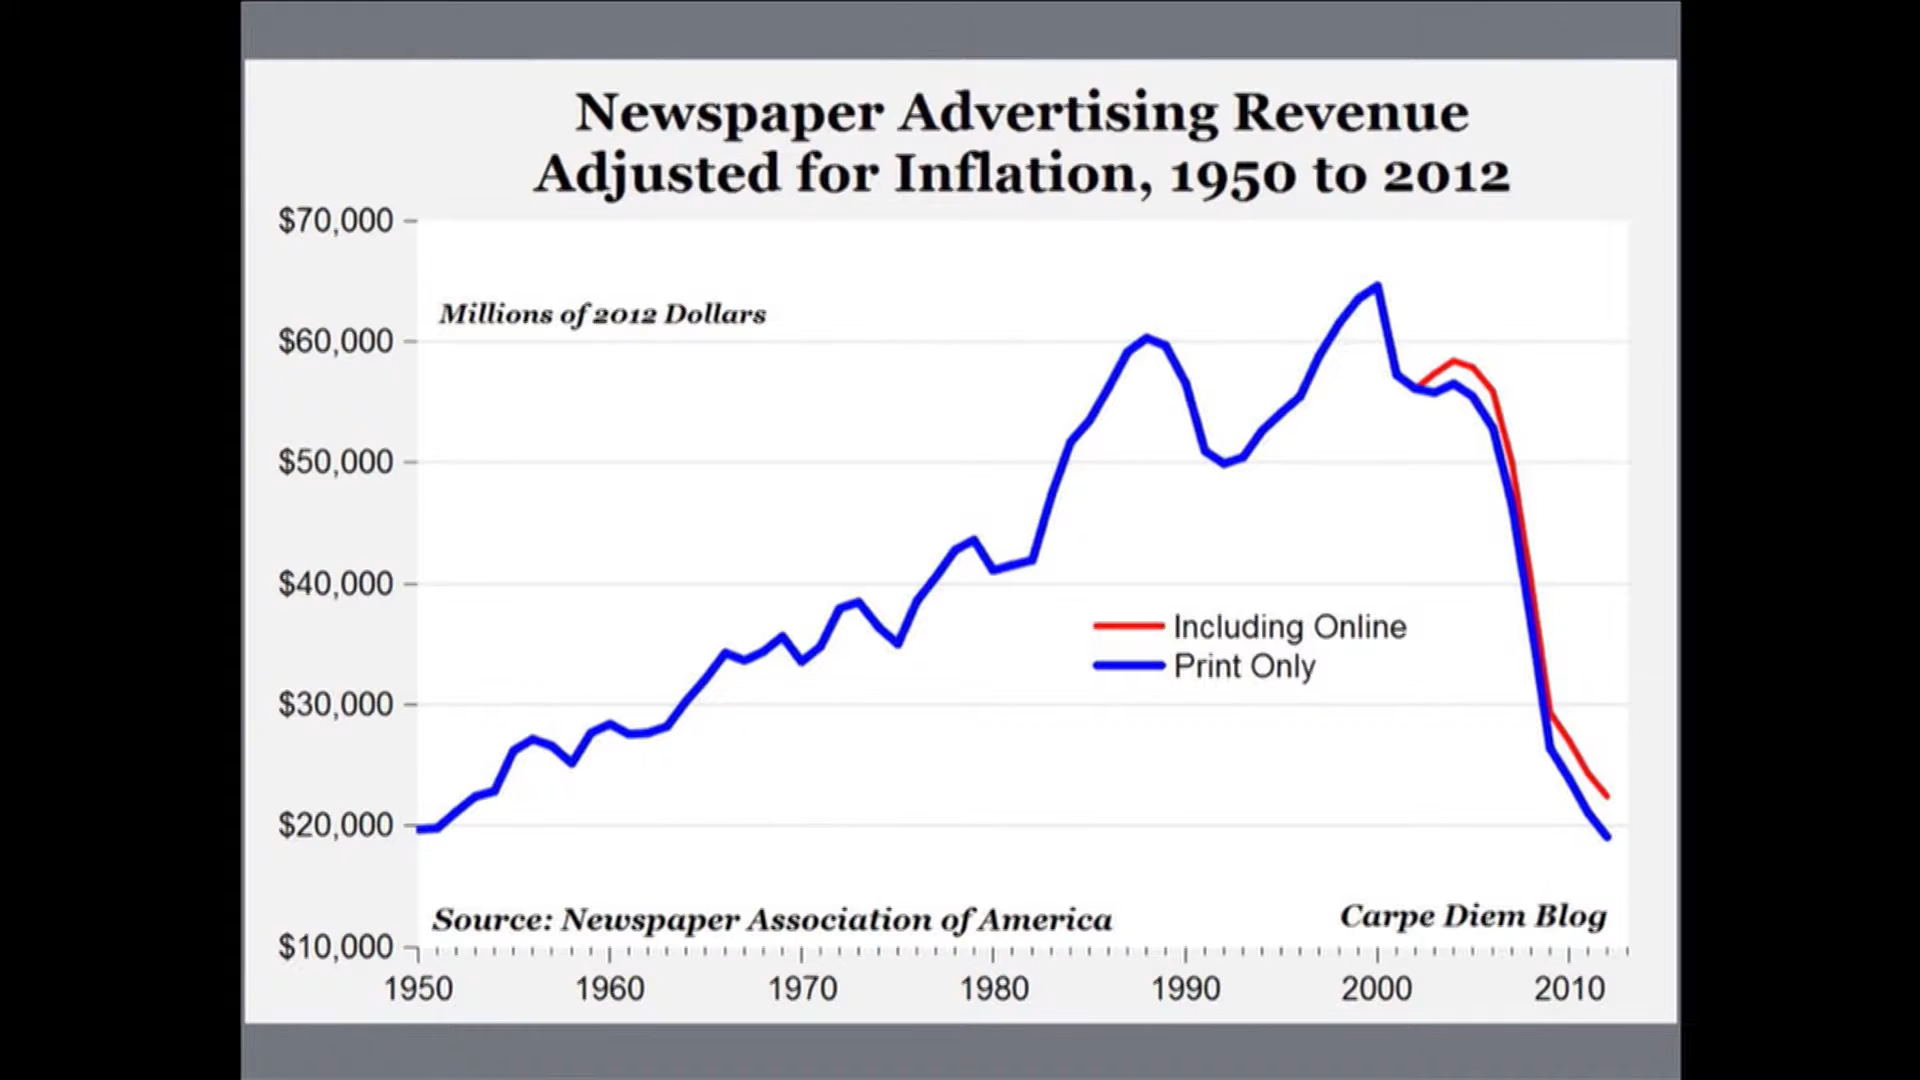 Newspaper Advertising Revenue
Adjusted for Inflation, 1950 to 2012
$70,000
Millions of 2012 Dollars
$60,000
$50,000
$40,000
Including Online
Print Only
$30,000
$20,000
Source: Newspaper Association of America
Carpe Diem Blog
$10,000
1950 1960 1970 1980 1990 2000 2010